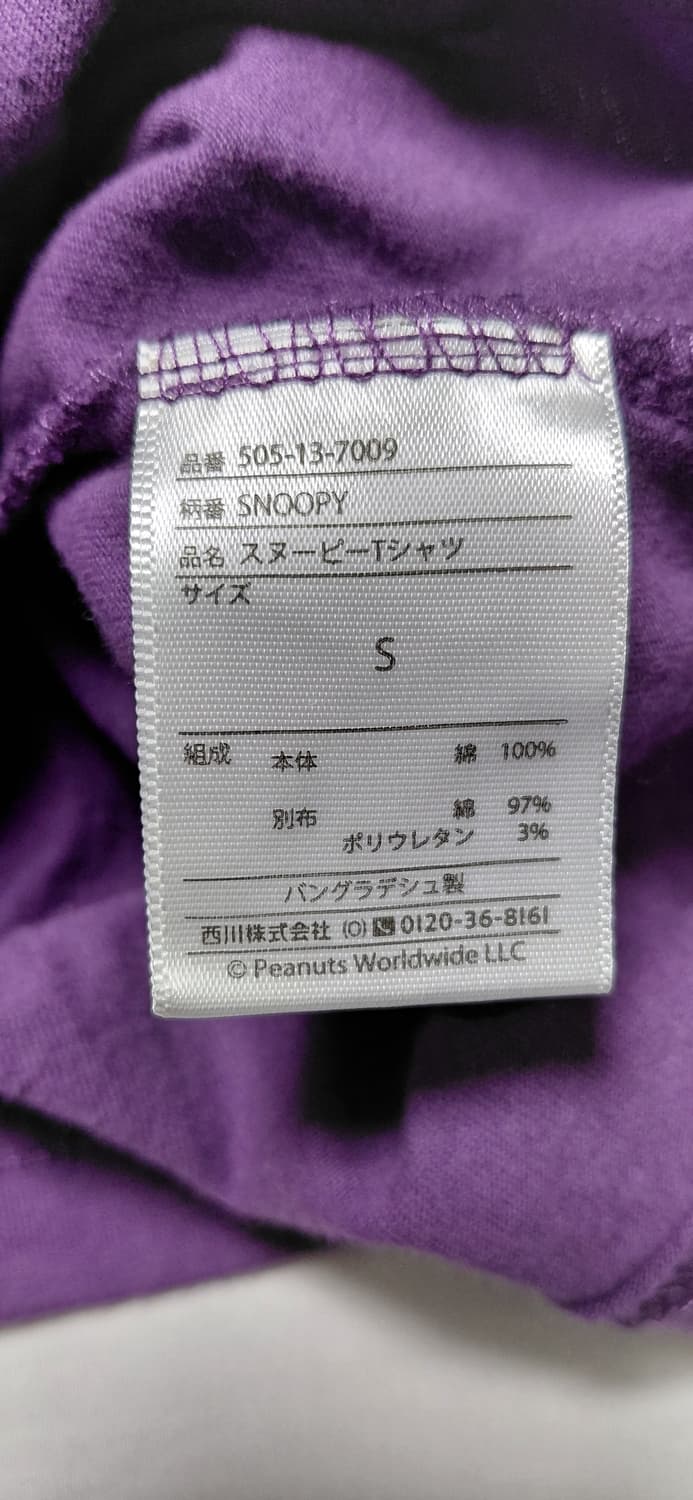 品番 505-13-7009
柄番 SNOOPY
品名 スヌーピーTシャツ
サイズ
S
組成 本体 綿 100%
別布 綿 97%
ポリウレタン 3%
バングラデシュ製
西川株式会社 (O) 0120-36-8161
© Peanuts Worldwide LLC